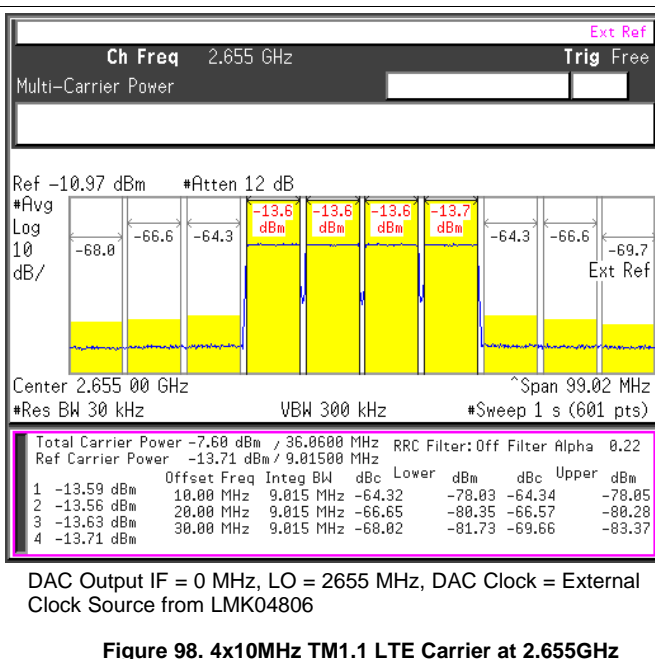 Ext Ref
Ch Freq 2.655 GHz Trig Free
Multi-Carrier Power
Ref -10.97 dBm #Atten 12 dB
#Avg
Log
10
dB/
-68.0 -66.6 -64.3
-13.6 dBm -13.6 dBm -13.6 dBm -13.7 dBm
-64.3 -66.6 -69.7
Ext Ref
Center 2.655 00 GHz ^Span 99.02 MHz
#Res BW 30 kHz VBW 300 kHz #Sweep 1 s (601 pts)
Total Carrier Power -7.60 dBm / 36.0600 MHz RRC Filter: Off Filter Alpha 0.22
Ref Carrier Power -13.71 dBm / 9.01500 MHz
Offset Freq Integ BW dBc Lower dBm dBc Upper dBm
1 -13.59 dBm 10.00 MHz 9.015 MHz -64.32 -78.03 -64.34 -78.05
2 -13.56 dBm 20.00 MHz 9.015 MHz -66.65 -80.35 -66.57 -80.28
3 -13.63 dBm 30.00 MHz 9.015 MHz -68.02 -81.73 -69.66 -83.37
4 -13.71 dBm
DAC Output IF = 0 MHz, LO = 2655 MHz, DAC Clock = External
Clock Source from LMK04806
Figure 98. 4x10MHz TM1.1 LTE Carrier at 2.655GHz